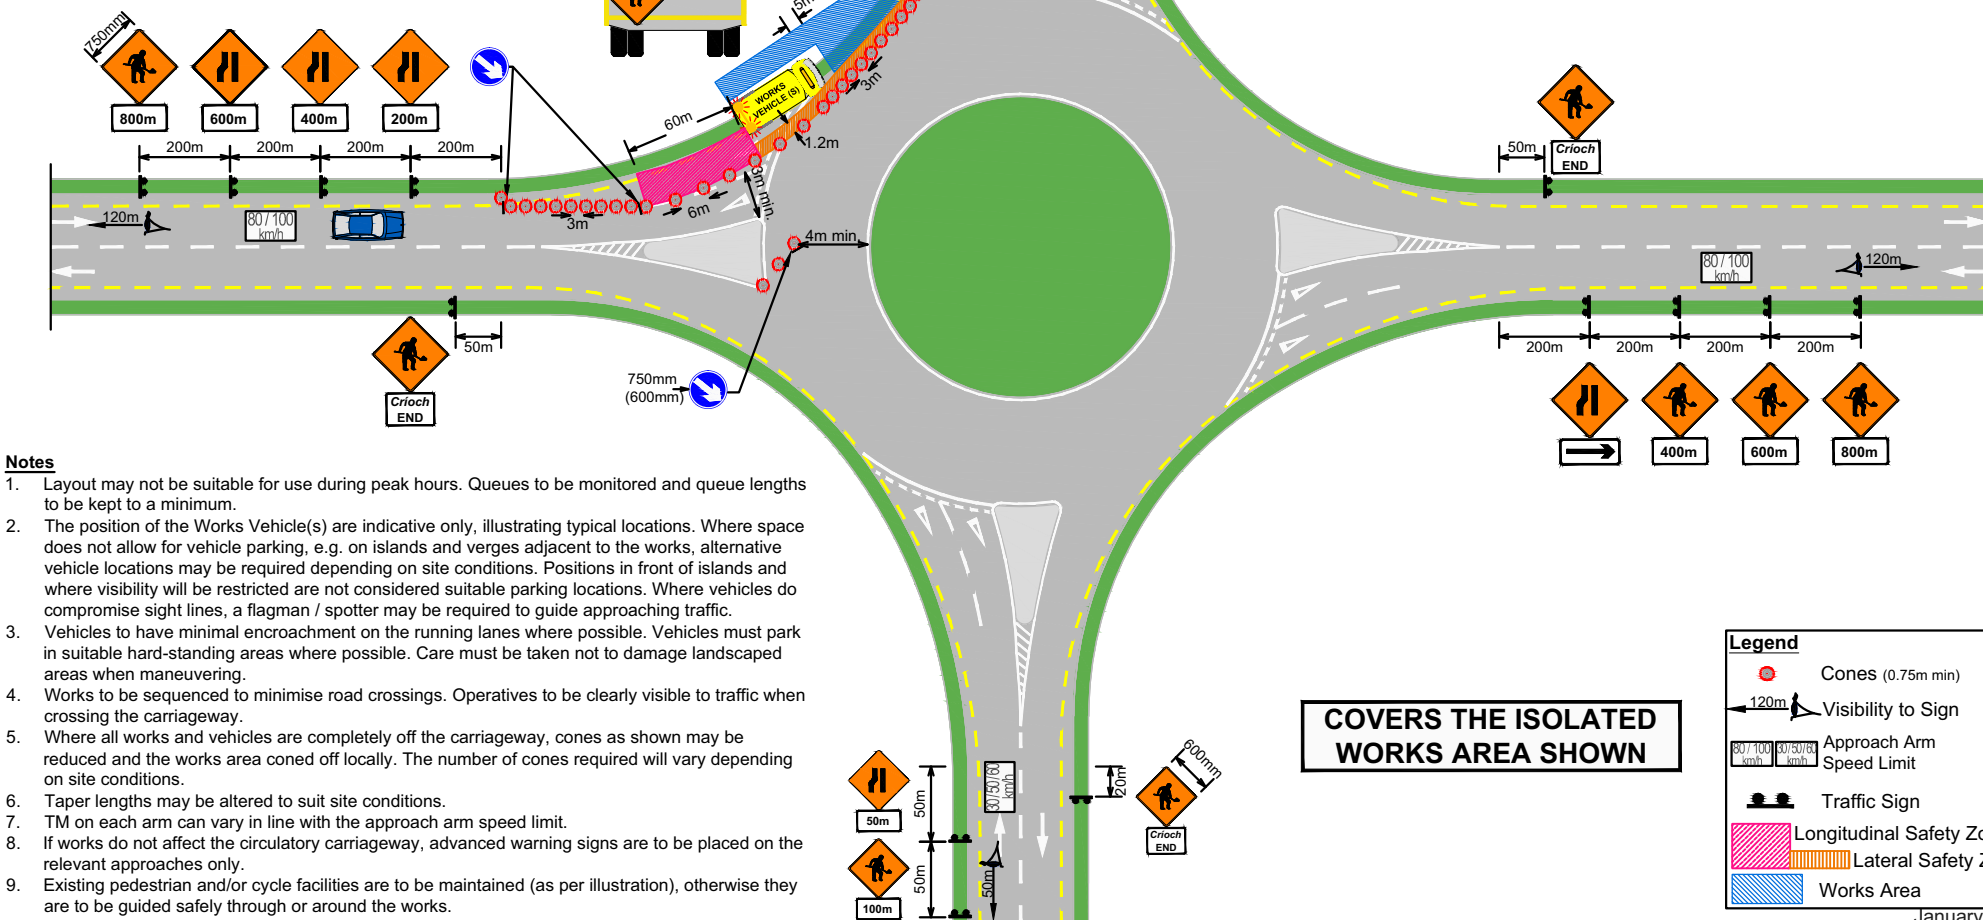 750mm
800m
600m
400m
200m
200m
200m
200m
200m
60m
5m
WORKS
VEHICLE (S)
3m
1.2m
3m min.
6m
3m
120m
80 / 100
km/h
4m min
50m
Críoch
END
750mm
(600mm)
50m
Críoch
END
80 / 100
km/h
120m
200m
200m
200m
200m
400m
600m
800m
Notes
1. Layout may not be suitable for use during peak hours. Queues to be monitored and queue lengths
to be kept to a minimum.
2. The position of the Works Vehicle(s) are indicative only, illustrating typical locations. Where space
does not allow for vehicle parking, e.g. on islands and verges adjacent to the works, alternative
vehicle locations may be required depending on site conditions. Positions in front of islands and
where visibility will be restricted are not considered suitable parking locations. Where vehicles do
compromise sight lines, a flagman / spotter may be required to guide approaching traffic.
3. Vehicles to have minimal encroachment on the running lanes where possible. Vehicles must park
in suitable hard-standing areas where possible. Care must be taken not to damage landscaped
areas when maneuvering.
4. Works to be sequenced to minimise road crossings. Operatives to be clearly visible to traffic when
crossing the carriageway.
5. Where all works and vehicles are completely off the carriageway, cones as shown may be
reduced and the works area coned off locally. The number of cones required will vary depending
on site conditions.
6. Taper lengths may be altered to suit site conditions.
7. TM on each arm can vary in line with the approach arm speed limit.
8. If works do not affect the circulatory carriageway, advanced warning signs are to be placed on the
relevant approaches only.
9. Existing pedestrian and/or cycle facilities are to be maintained (as per illustration), otherwise they
are to be guided safely through or around the works.
50m
100m
50m
50m
30/50/60
km/h
50m
20m
600mm
Críoch
END
COVERS THE ISOLATED
WORKS AREA SHOWN
Legend
Cones (0.75m min)
120m
Visibility to Sign
80 / 100
km/h
30/50/60
km/h
Approach Arm
Speed Limit
Traffic Sign
Longitudinal Safety Zo
Lateral Safety Z
Works Area
January